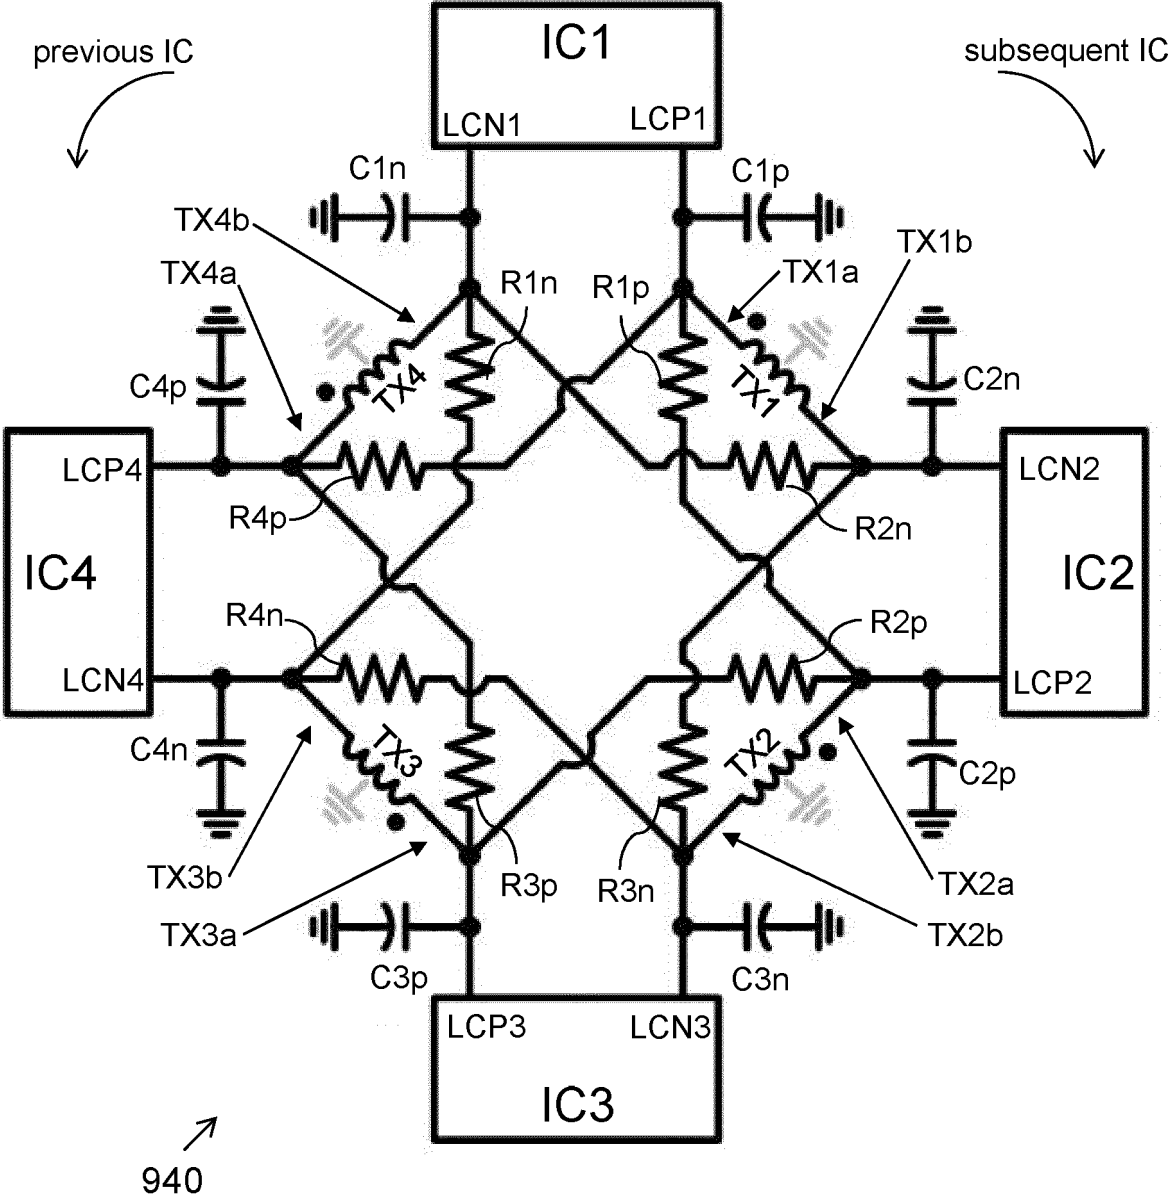 previous IC
IC1
subsequent IC
LCN1
LCP1
C1n
C1p
TX4b
TX1b
TX4a
R1n
R1p
TX1a
C4p
TX4
TX1
C2n
LCP4
LCN2
R4p
R2n
IC4
IC2
R4n
R2p
LCN4
LCP2
C4n
TX3
TX2
C2p
TX3b
R3p
R3n
TX2a
TX3a
TX2b
C3p
C3n
LCP3
LCN3
IC3
940